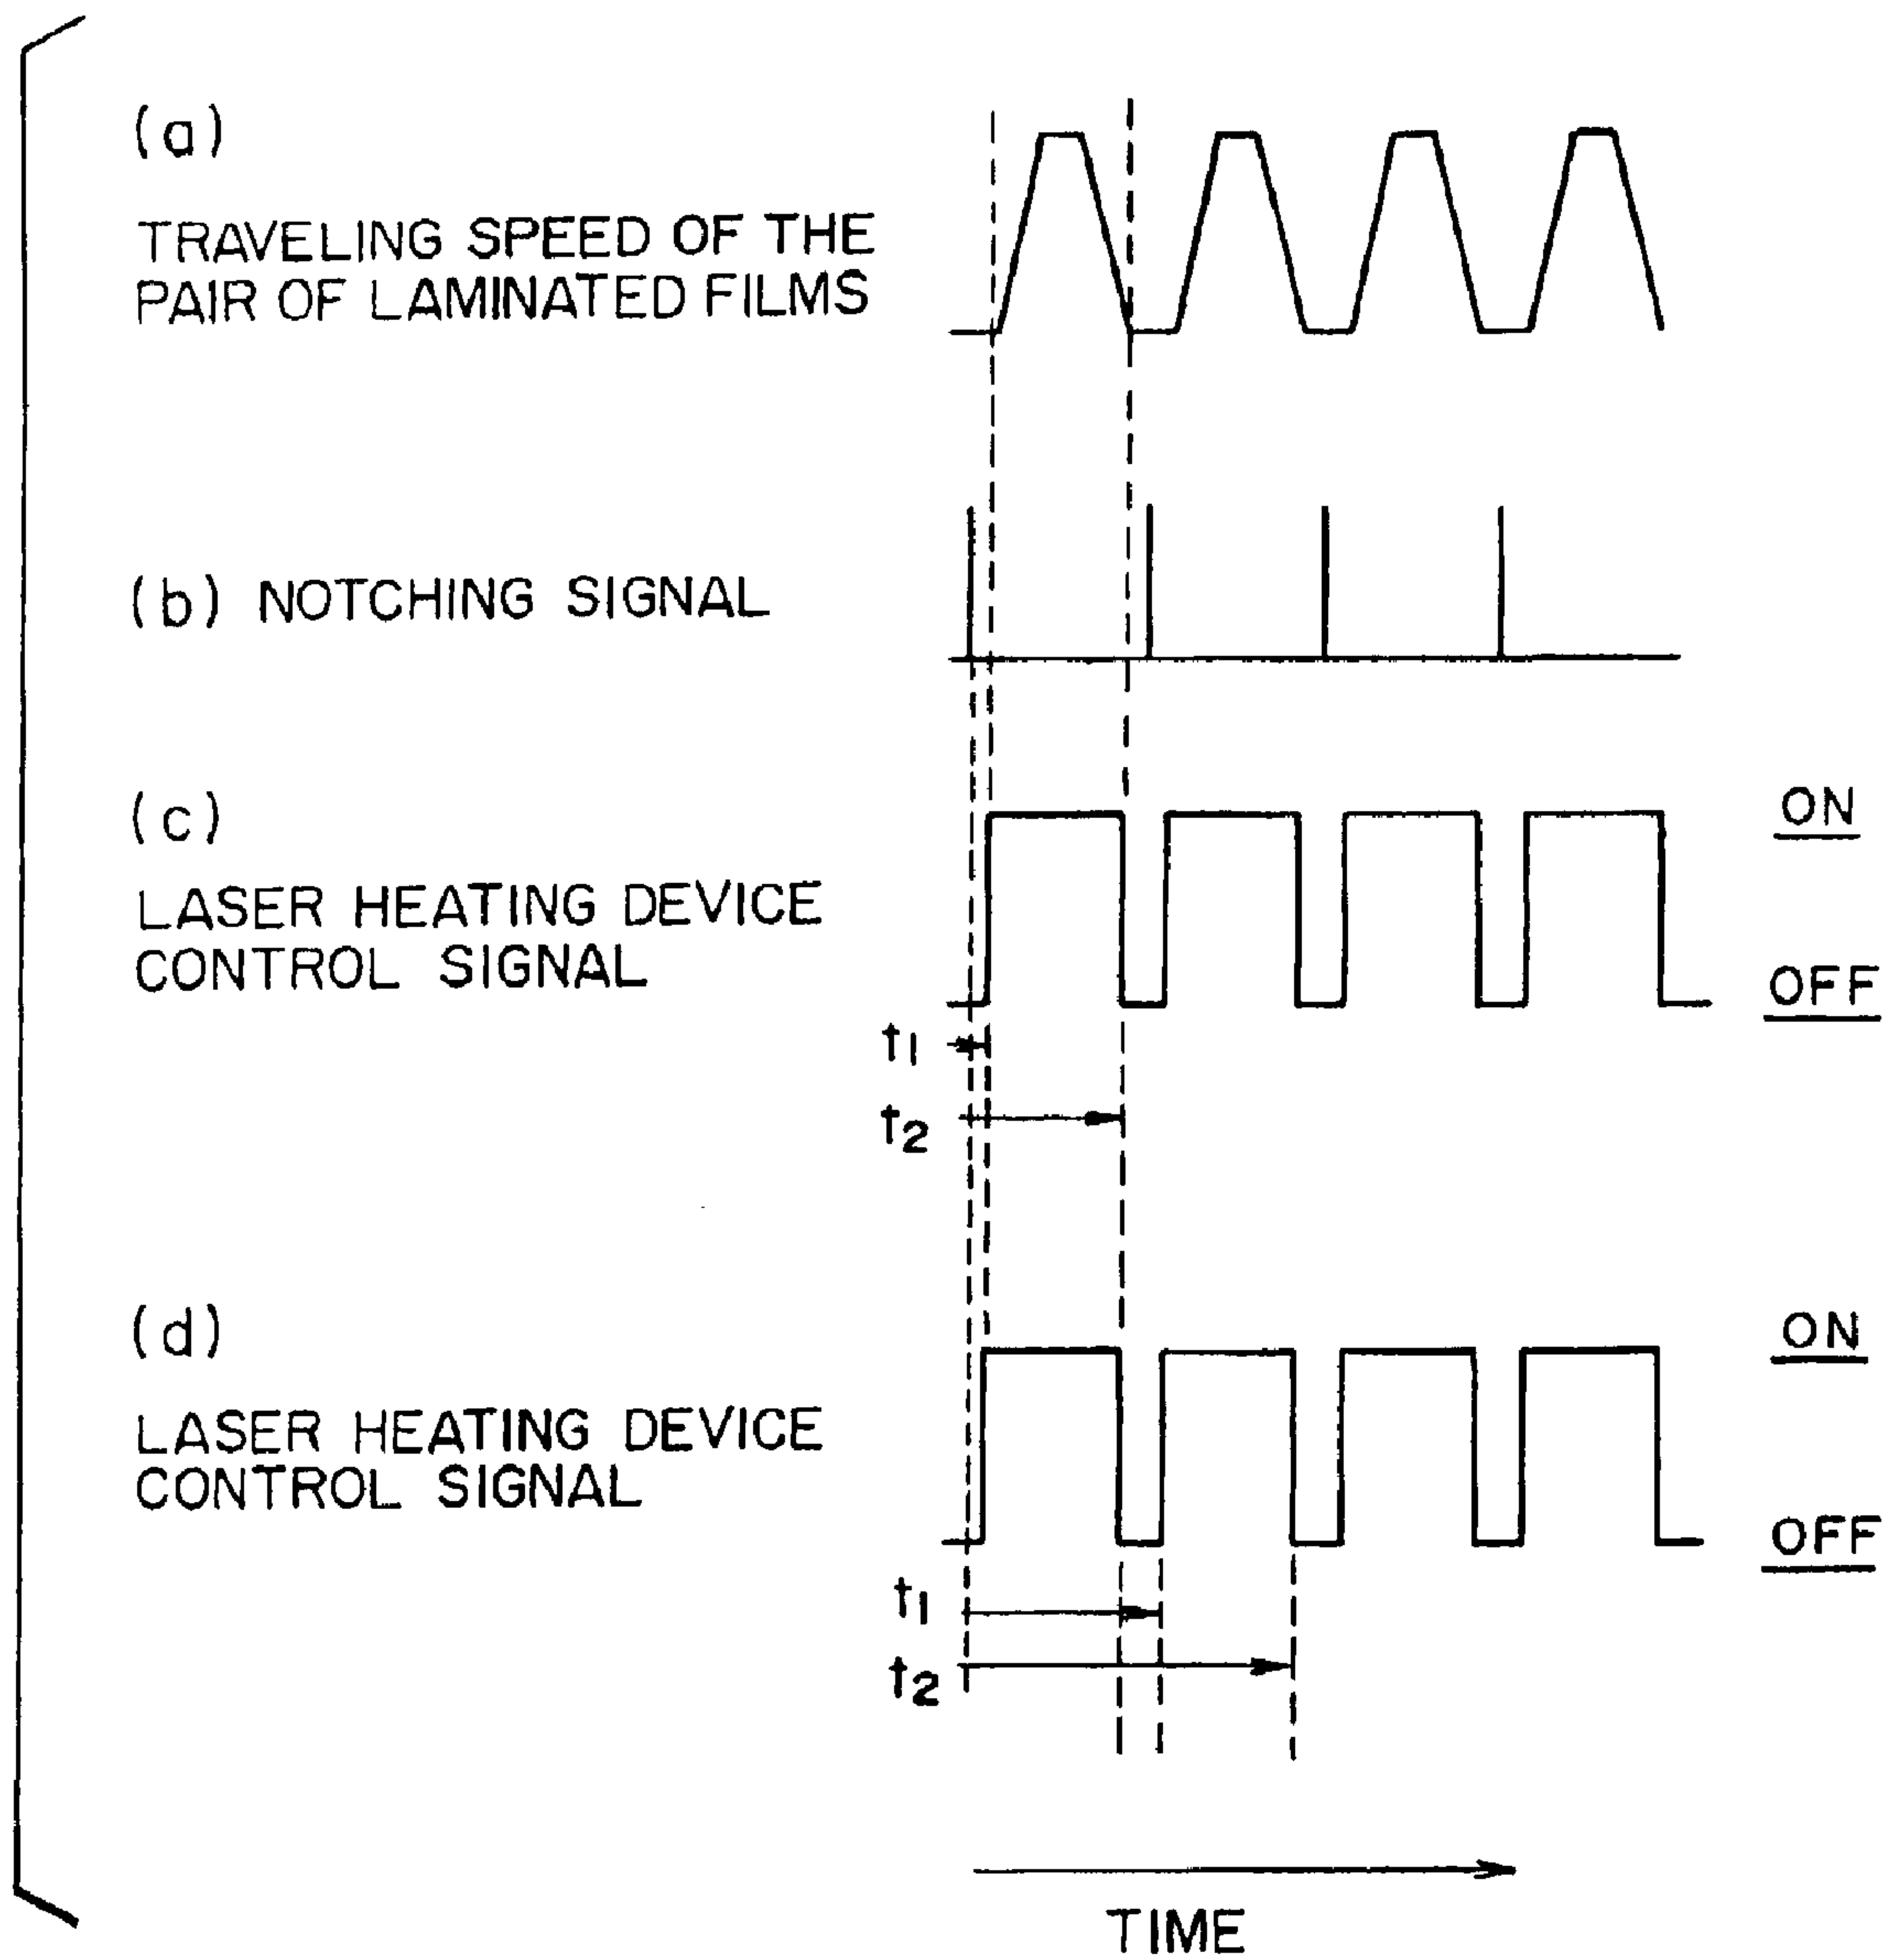 (a)
TRAVELING SPEED OF THE
PAIR OF LAMINATED FILMS
(b) NOTCHING SIGNAL
(c)
LASER HEATING DEVICE
CONTROL SIGNAL
ON
OFF
t1
t2
(d)
LASER HEATING DEVICE
CONTROL SIGNAL
ON
OFF
t1
t2
TIME